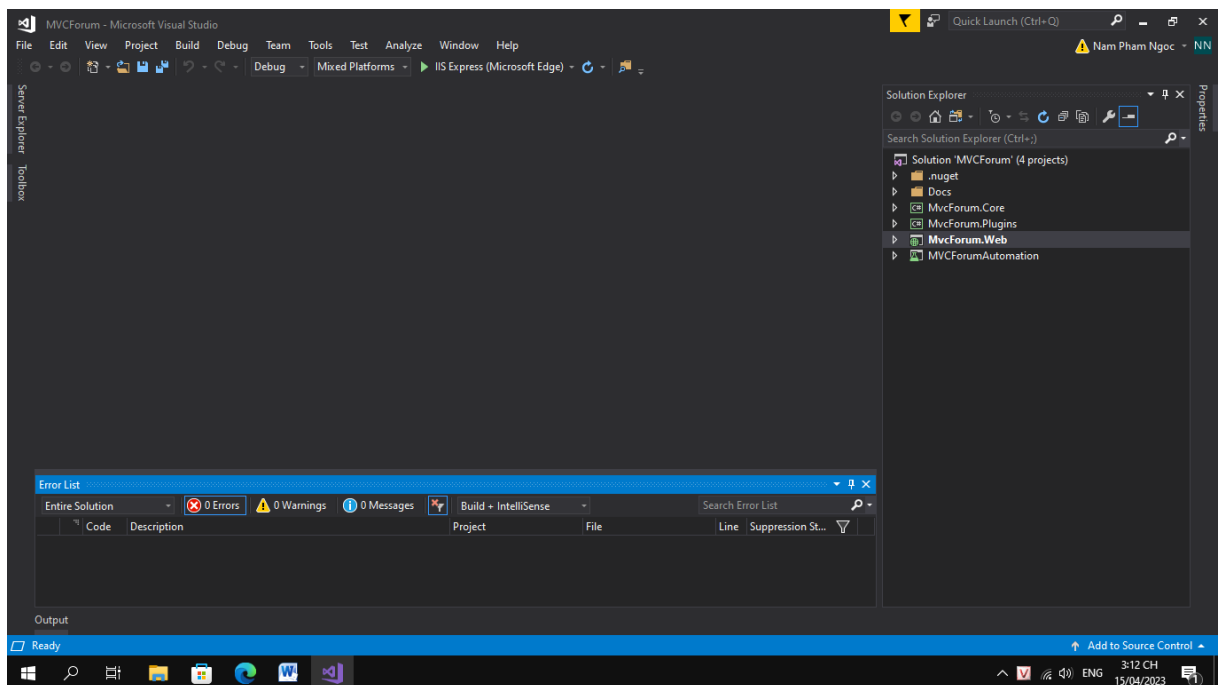 MVCForum - Microsoft Visual Studio
Quick Launch (Ctrl+Q)
File Edit View Project Build Debug Team Tools Test Analyze Window Help
Nam Pham Ngoc NN
Debug Mixed Platforms IIS Express (Microsoft Edge)
Server Explorer
Toolbox
Solution Explorer
Properties
Search Solution Explorer (Ctrl+;)
Solution 'MVCForum' (4 projects)
.nuget
Docs
C# MvcForum.Core
C# MvcForum.Plugins
MvcForum.Web
MVCForumAutomation
Error List
Entire Solution 0 Errors 0 Warnings 0 Messages Build + IntelliSense Search Error List
Code Description Project File Line Suppression St...
Output
Ready
Add to Source Control
W V ENG 3:12 CH
15/04/2023 1